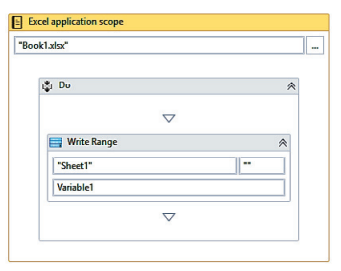 Excel application scope
"Book1.xlsx"
...
Do
Write Range
"Sheet1"
""
Variable1